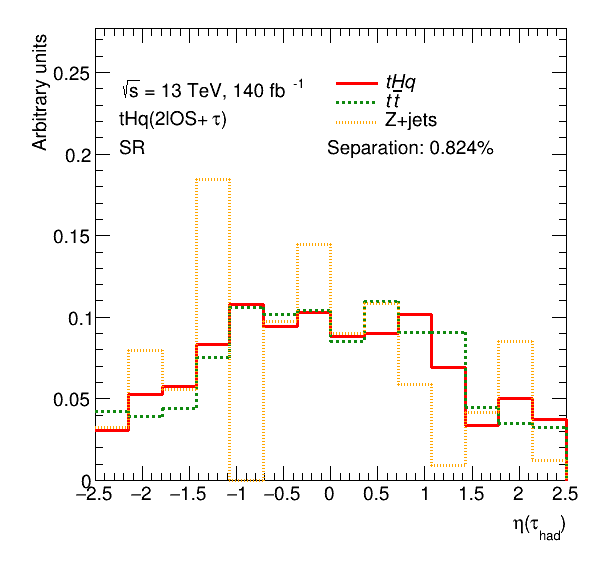 Arbitrary units
0.25
0.2
0.15
0.1
0.05
0
√s = 13 TeV, 140 fb⁻¹
tHq(2lOS+ τ)
SR
tHq
tt̄
Z+jets
Separation: 0.824%
−2.5 −2 −1.5 −1 −0.5 0 0.5 1 1.5 2 2.5
η(τ_had)